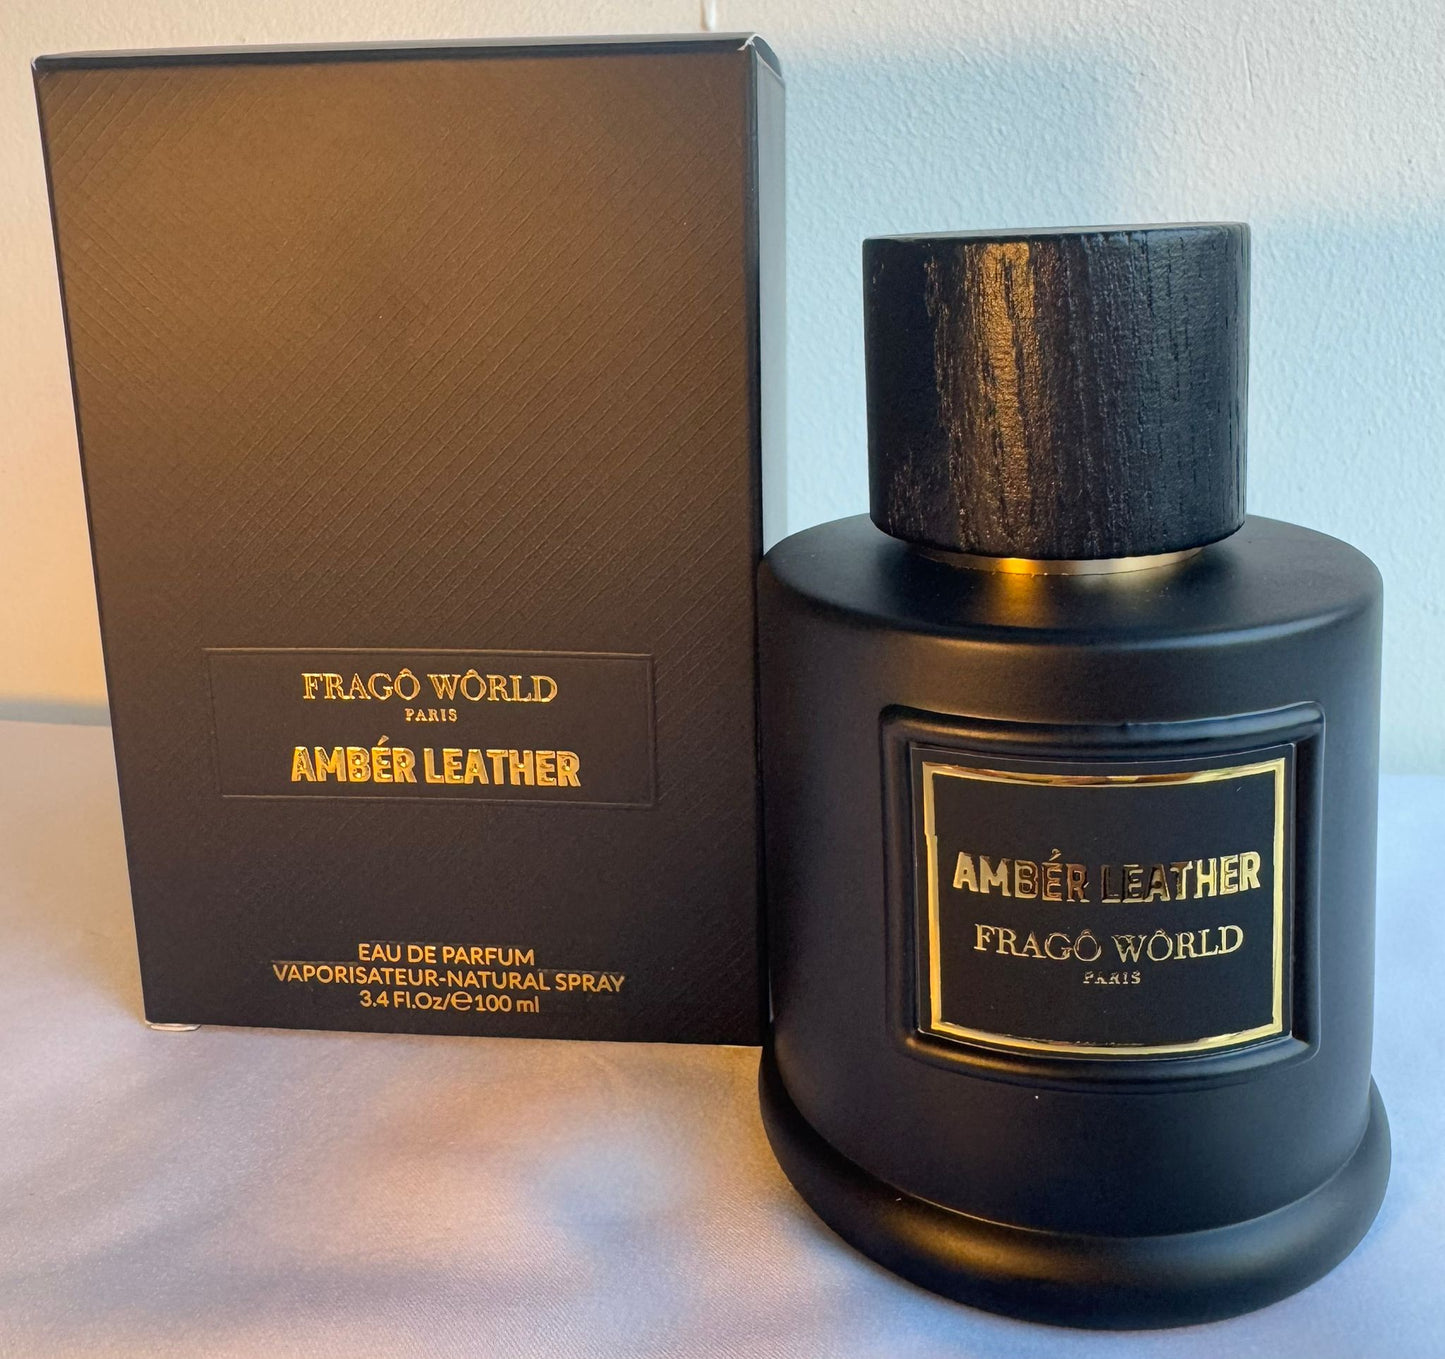 FRAGÔ WÔRLD
PARIS
AMBÉR LEATHER
EAU DE PARFUM
VAPORISATEUR-NATURAL SPRAY
3.4 Fl.Oz/℮100 ml
AMBÉR LEATHER
FRAGÔ WÔRLD
PARIS